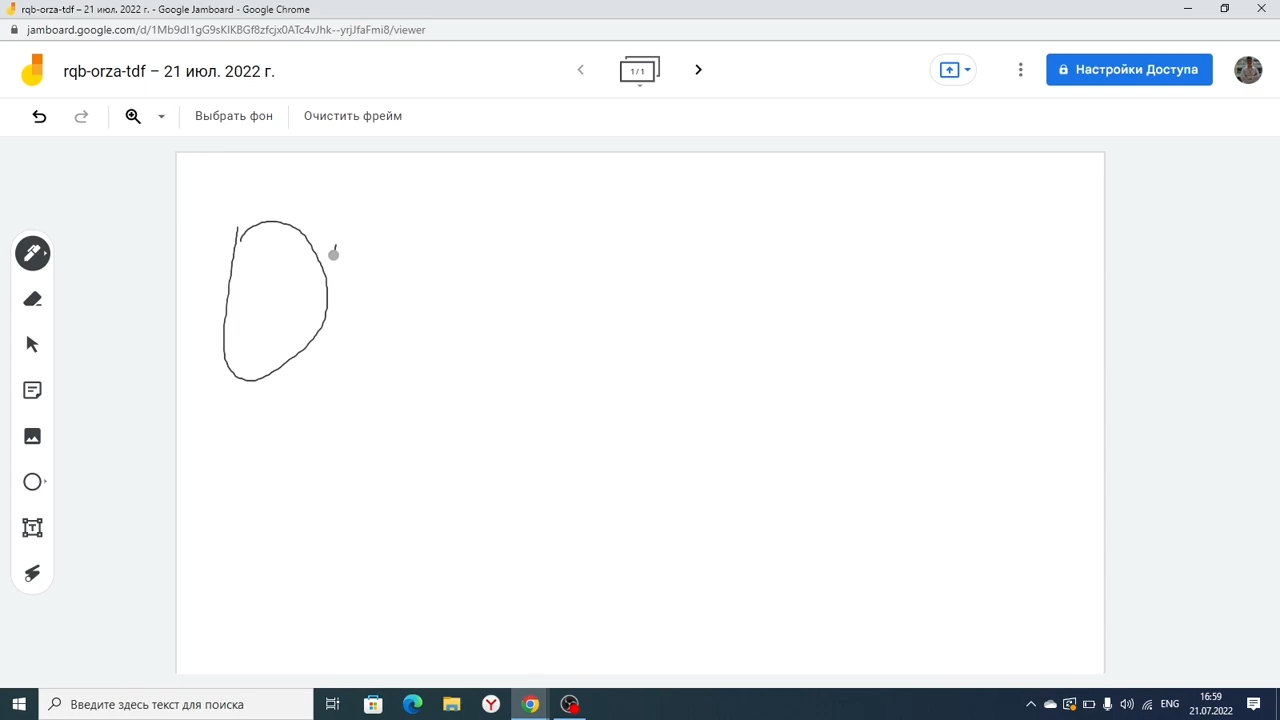 rqb-orza-tdf – 21 июл. 2022 г. - Google Jamboard - Google Chrome
jamboard.google.com/d/1Mb9dI1gG9sKIKBGf8zfcjx0ATc4vJhk--yrjJfaFmi8/viewer
rqb-orza-tdf – 21 июл. 2022 г.
1 / 1
Настройки Доступа
Выбрать фон
Очистить фрейм
Введите здесь текст для поиска
ENG
16:59
21.07.2022